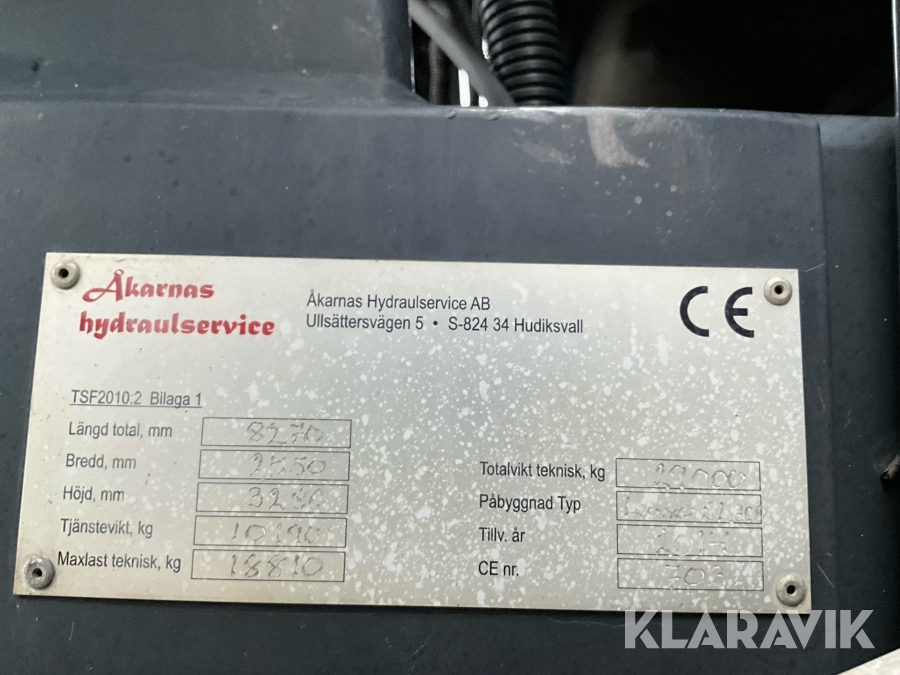 Åkarnas
hydraulservice
Åkarnas Hydraulservice AB
Ullsättersvägen 5 • S-824 34 Hudiksvall
CE
TSF2010:2 Bilaga 1
Längd total, mm 8270
Bredd, mm 2550
Höjd, mm
Tjänstevikt, kg 10190
Maxlast teknisk, kg 18810
Totalvikt teknisk, kg
Påbyggnad Typ
Tillv. år
CE nr. 703
KLARAVIK